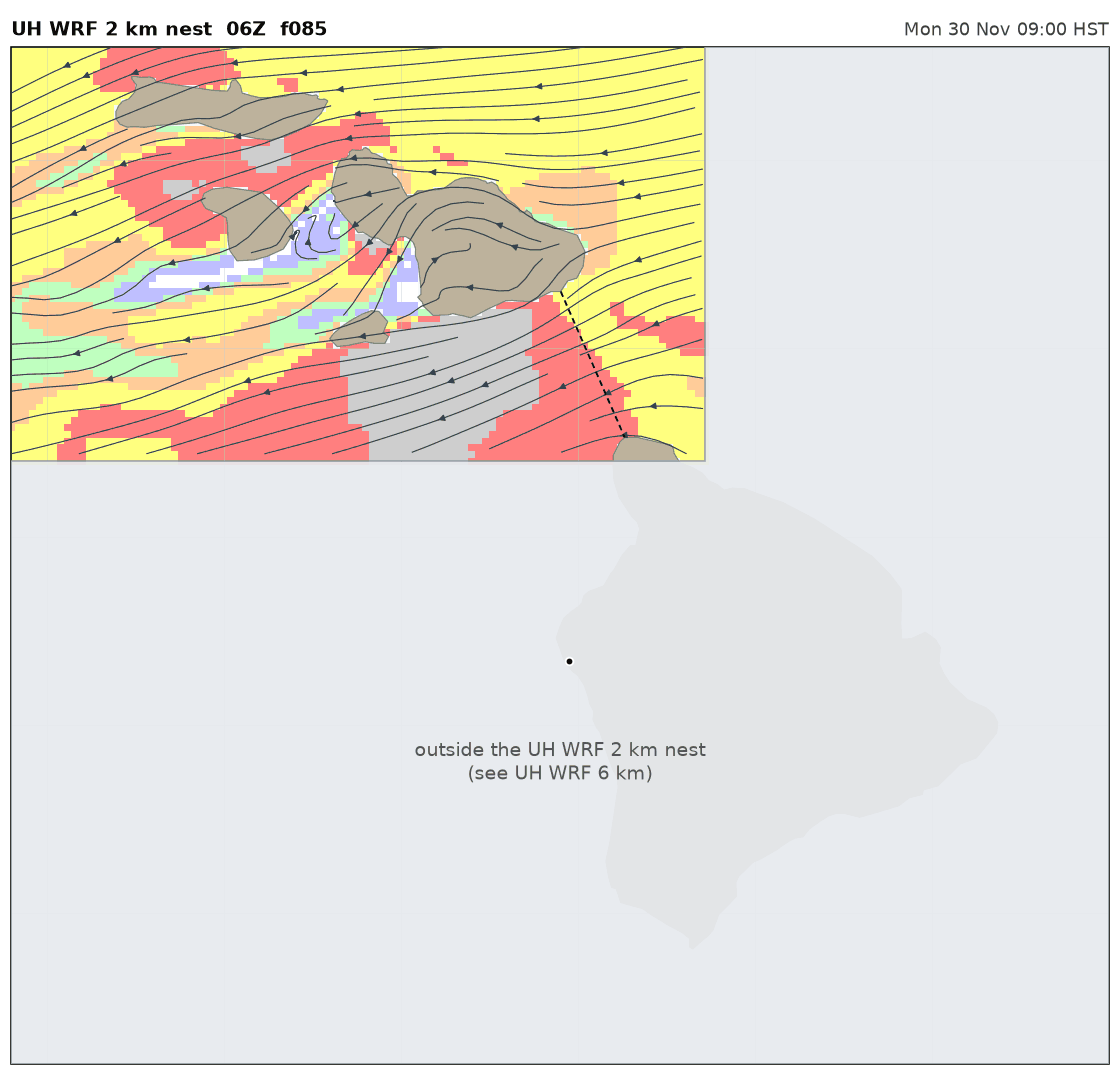 UH WRF 2 km nest  06Z  f085
Mon 30 Nov 09:00 HST
outside the UH WRF 2 km nest
(see UH WRF 6 km)